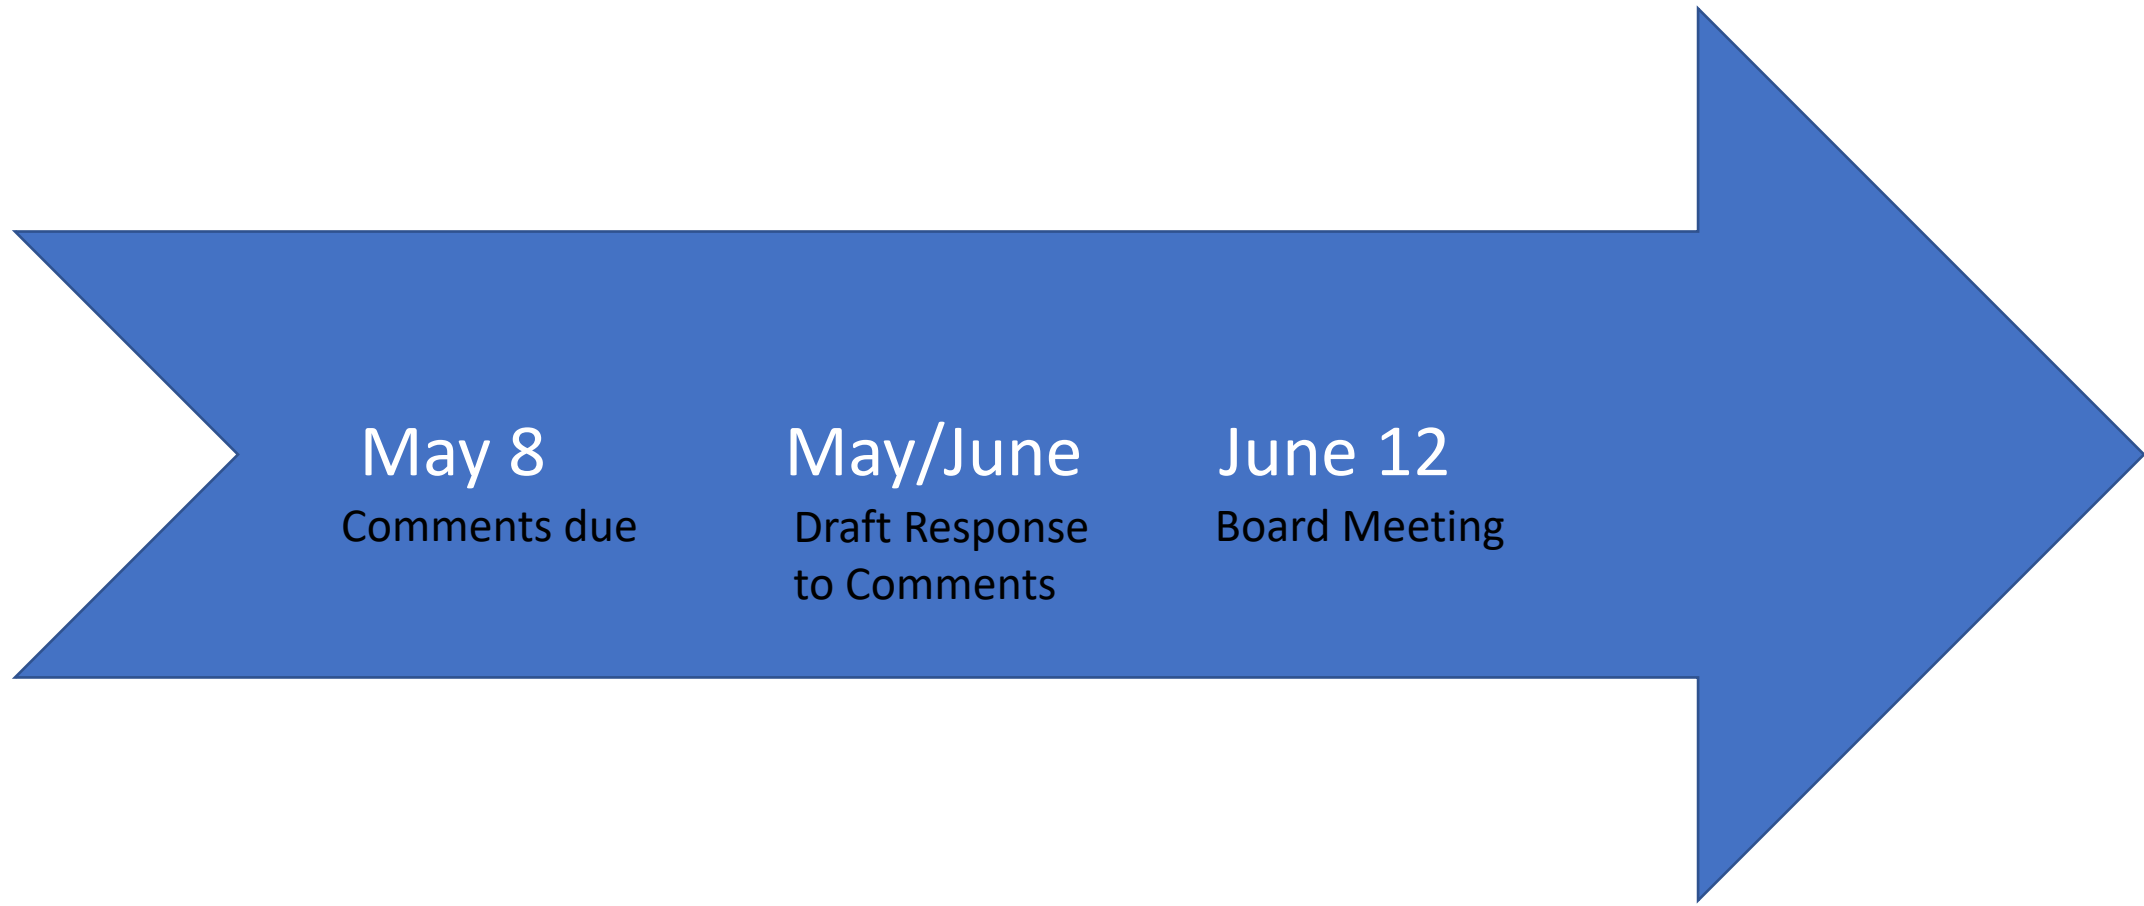 May 8
Comments due
May/June
Draft Response
to Comments
June 12
Board Meeting